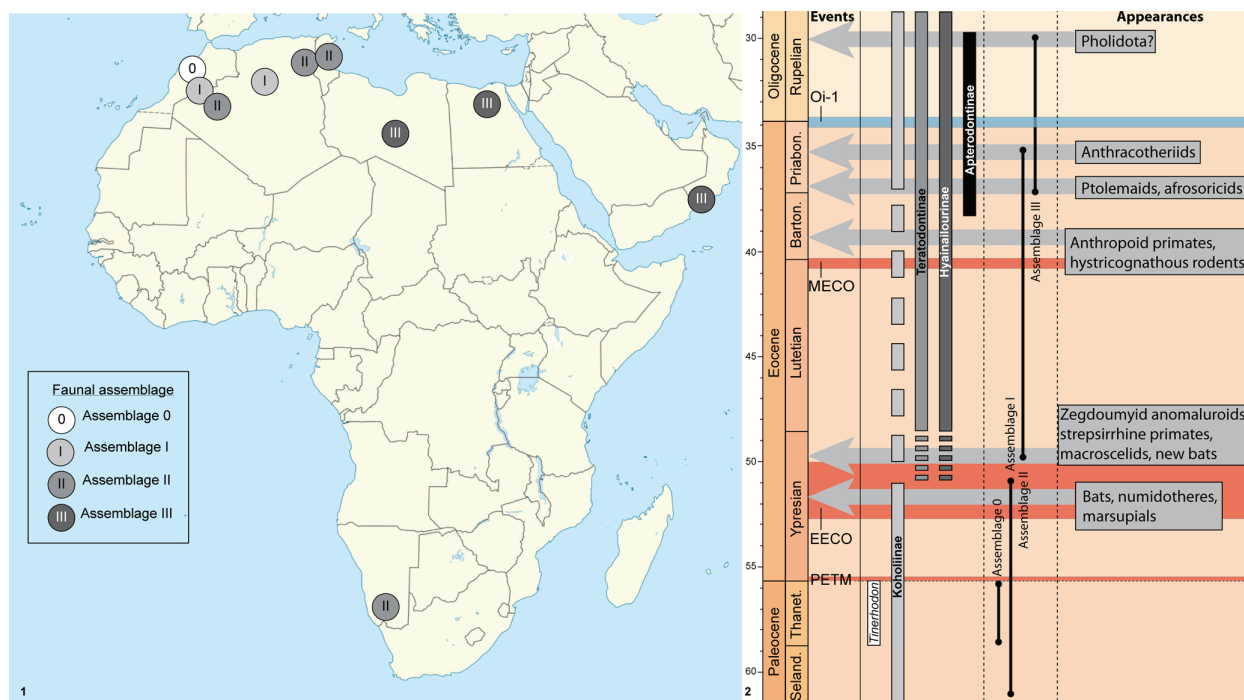 0
I
II
I
II
II
III
III
III
II
Faunal assemblage
0 Assemblage 0
I Assemblage I
II Assemblage II
III Assemblage III
1
Events
Appearances
30
35
40
45
50
55
60
2
Oligocene
Eocene
Paleocene
Rupelian
Priabon.
Barton.
Lutetian
Ypresian
Thanet.
Seland.
Oi-1
MECO
EECO
PETM
Tinerhodon
Koholiinae
Teratodontinae
Hyainailourinae
Apterodontinae
Assemblage 0
Assemblage I
Assemblage II
Assemblage III
Pholidota?
Anthracotheriids
Ptolemaids, afrosoricids
Anthropoid primates,
hystricognathous rodents
Zegdoumyid anomaluroids
strepsirrhine primates,
macroscelids, new bats
Bats, numidotheres,
marsupials